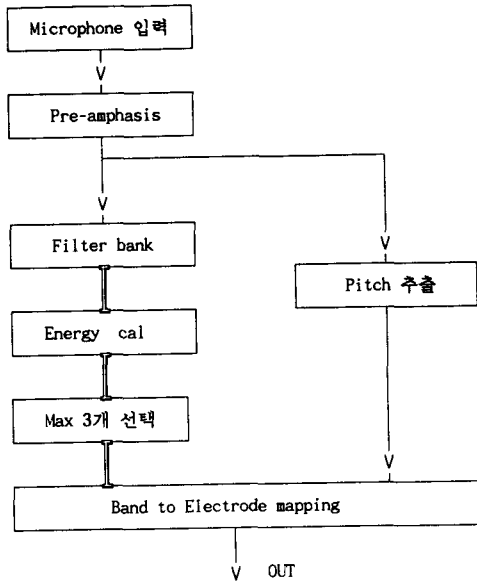 Microphone 입력
Pre-amphasis
Filter bank
Pitch 추출
Energy cal
Max 3개 선택
Band to Electrode mapping
OUT